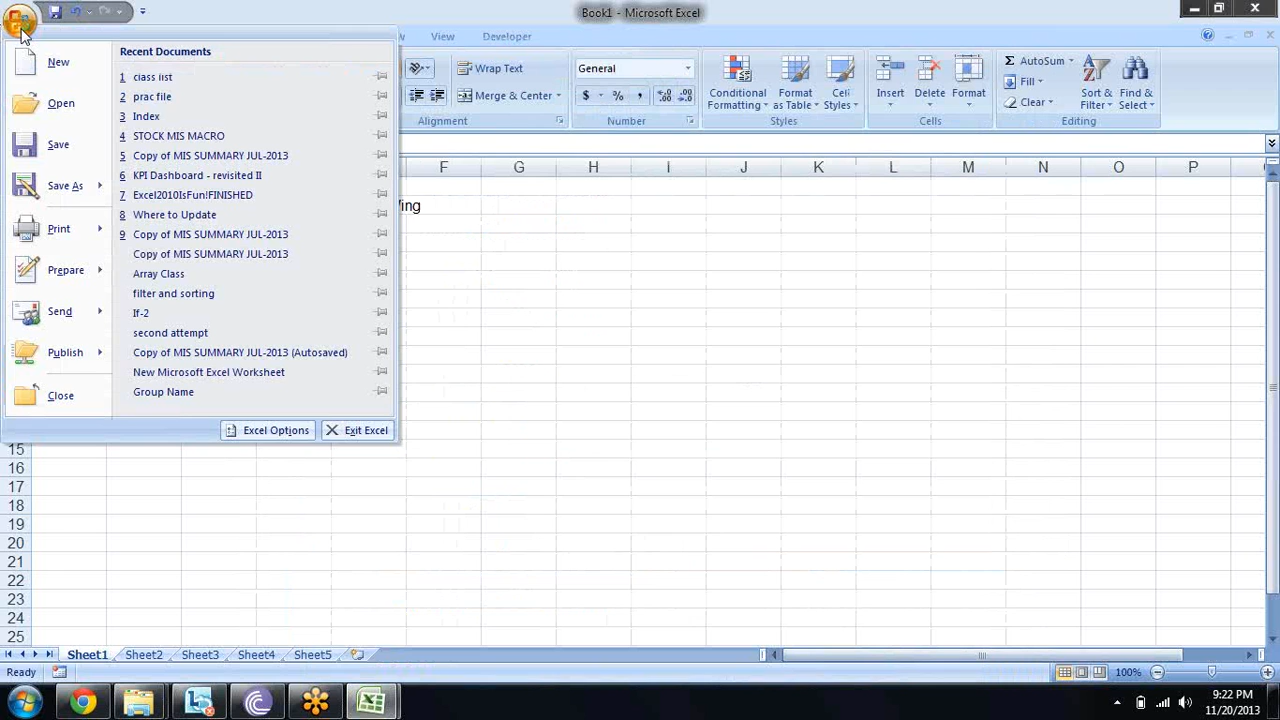 Book1 - Microsoft Excel
View Developer
New
Open
Save
Save As
Print
Prepare
Send
Publish
Close
Recent Documents
1 class list
2 prac file
3 Index
4 STOCK MIS MACRO
5 Copy of MIS SUMMARY JUL-2013
6 KPI Dashboard - revisited II
7 Excel2010IsFun!FINISHED
8 Where to Update
9 Copy of MIS SUMMARY JUL-2013
Copy of MIS SUMMARY JUL-2013
Array Class
filter and sorting
If-2
second attempt
Copy of MIS SUMMARY JUL-2013 (Autosaved)
New Microsoft Excel Worksheet
Group Name
Excel Options Exit Excel
Wrap Text
Merge & Center
Alignment
General
$ % , .00 .0
Number
Conditional Formatting
Format as Table
Cell Styles
Styles
Insert Delete Format
Cells
Σ AutoSum
Fill
Clear
Sort & Filter
Find & Select
Editing
F G H I J K L M N O P
15
16
17
18
19
20
21
22
23
24
25
Sheet1 Sheet2 Sheet3 Sheet4 Sheet5
Ready 100%
9:22 PM
11/20/2013